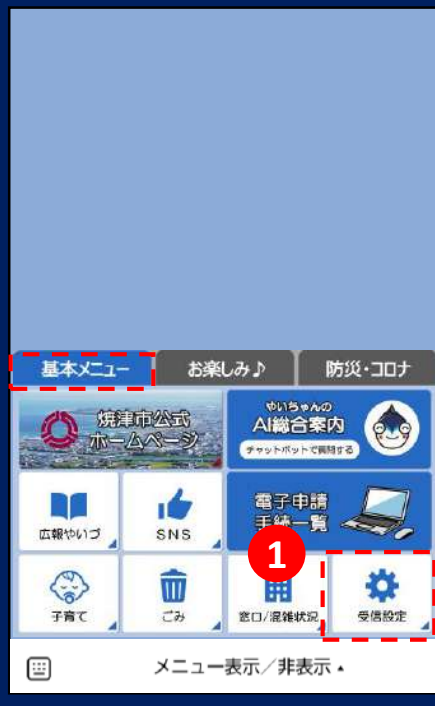 基本メニュー
お楽しみ♪
防災・コロナ
焼津市公式
ホームページ
やいちゃんの
AI総合案内
チャットボットで質問する
広報やいづ
SNS
電子申請
手続一覧
1
子育て
ごみ
窓口/混雑状況
受信設定
メニュー表示/非表示▲